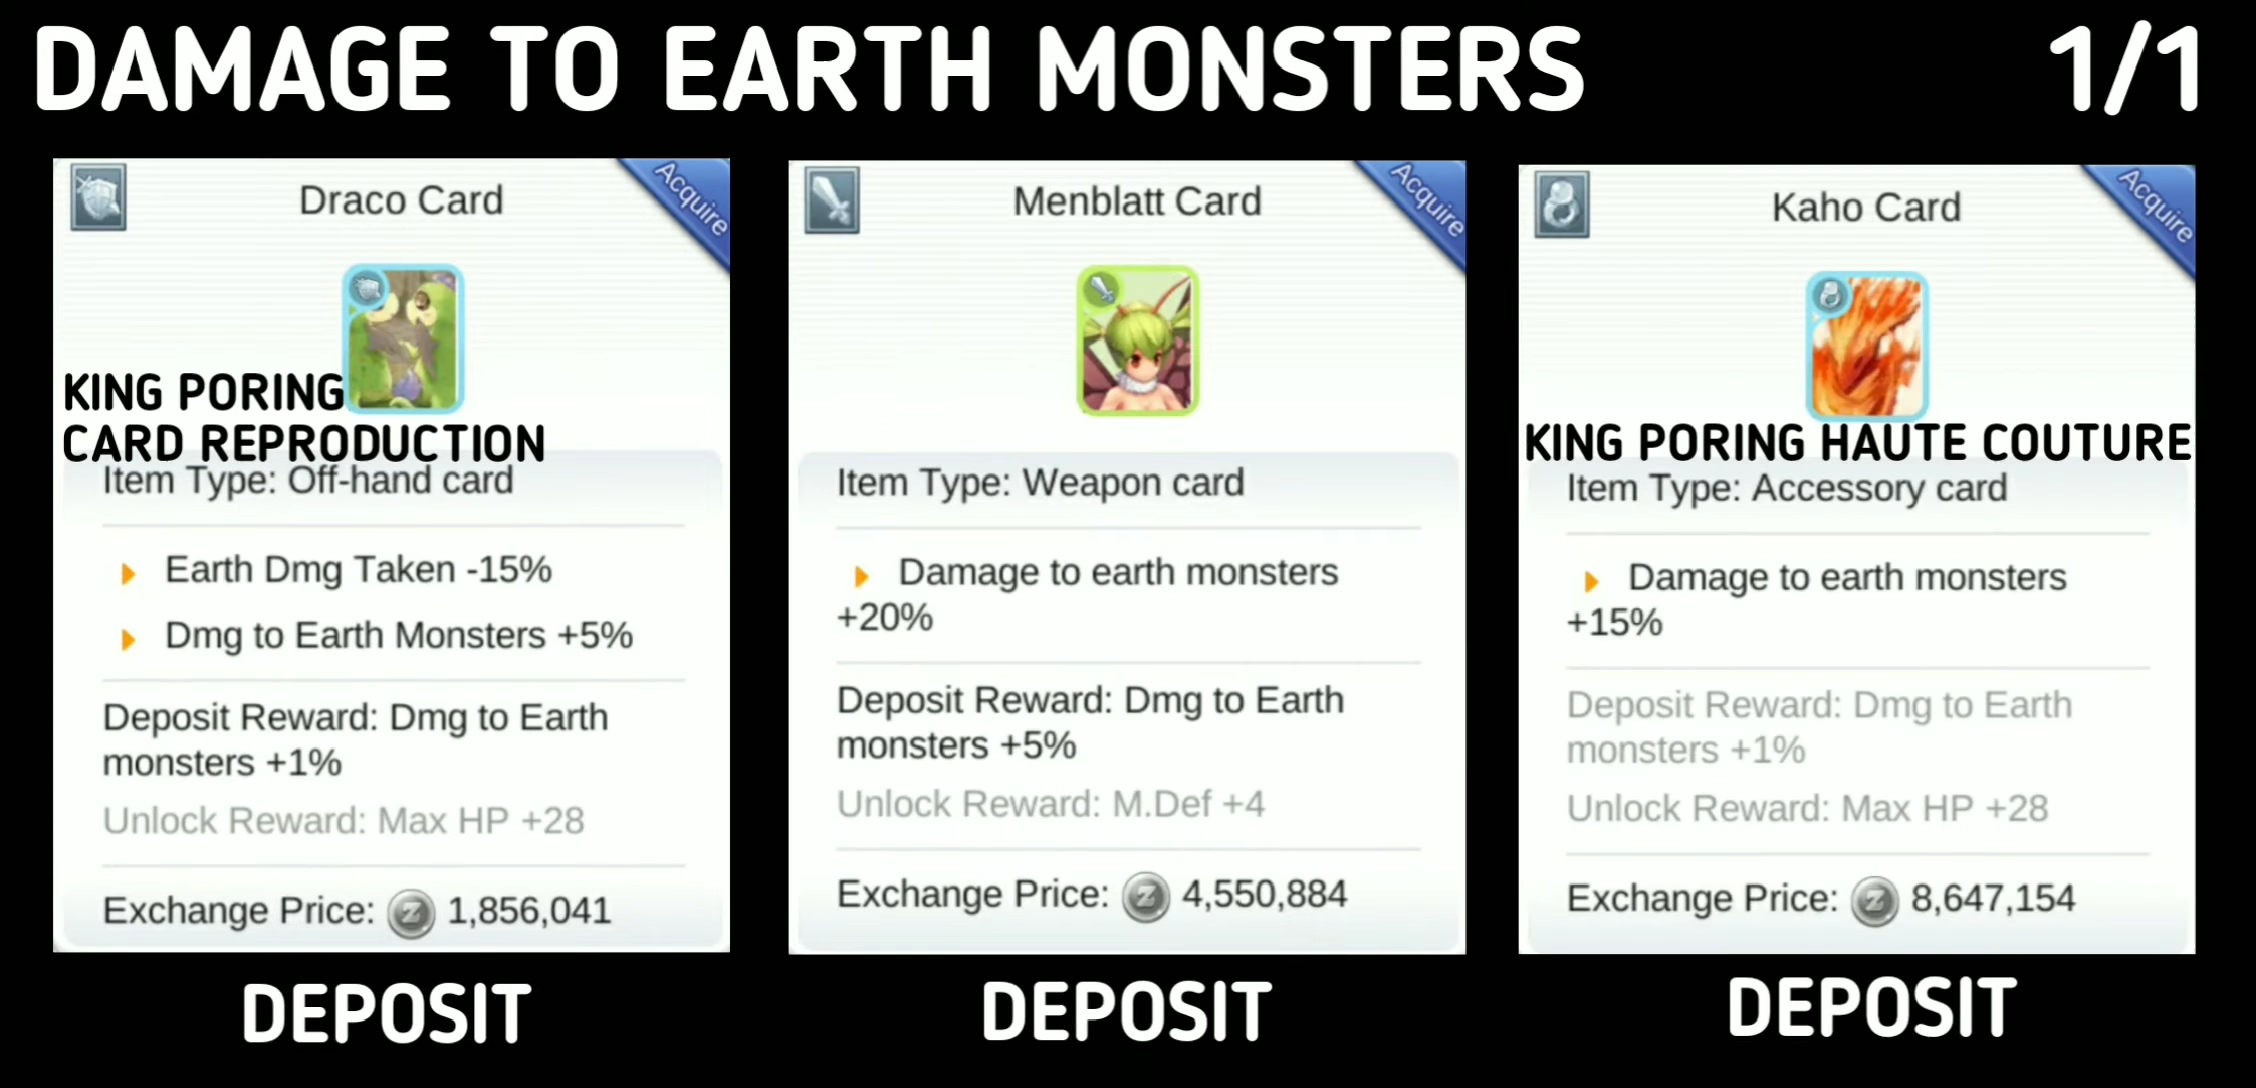 DAMAGE TO EARTH MONSTERS 1/1
Draco Card
Acquire
KING PORING
CARD REPRODUCTION
Item Type: Off-hand card
Earth Dmg Taken -15%
Dmg to Earth Monsters +5%
Deposit Reward: Dmg to Earth
monsters +1%
Unlock Reward: Max HP +28
Exchange Price: 1,856,041
DEPOSIT
Menblatt Card
Acquire
Item Type: Weapon card
Damage to earth monsters
+20%
Deposit Reward: Dmg to Earth
monsters +5%
Unlock Reward: M.Def +4
Exchange Price: 4,550,884
DEPOSIT
Kaho Card
Acquire
KING PORING HAUTE COUTURE
Item Type: Accessory card
Damage to earth monsters
+15%
Deposit Reward: Dmg to Earth
monsters +1%
Unlock Reward: Max HP +28
Exchange Price: 8,647,154
DEPOSIT